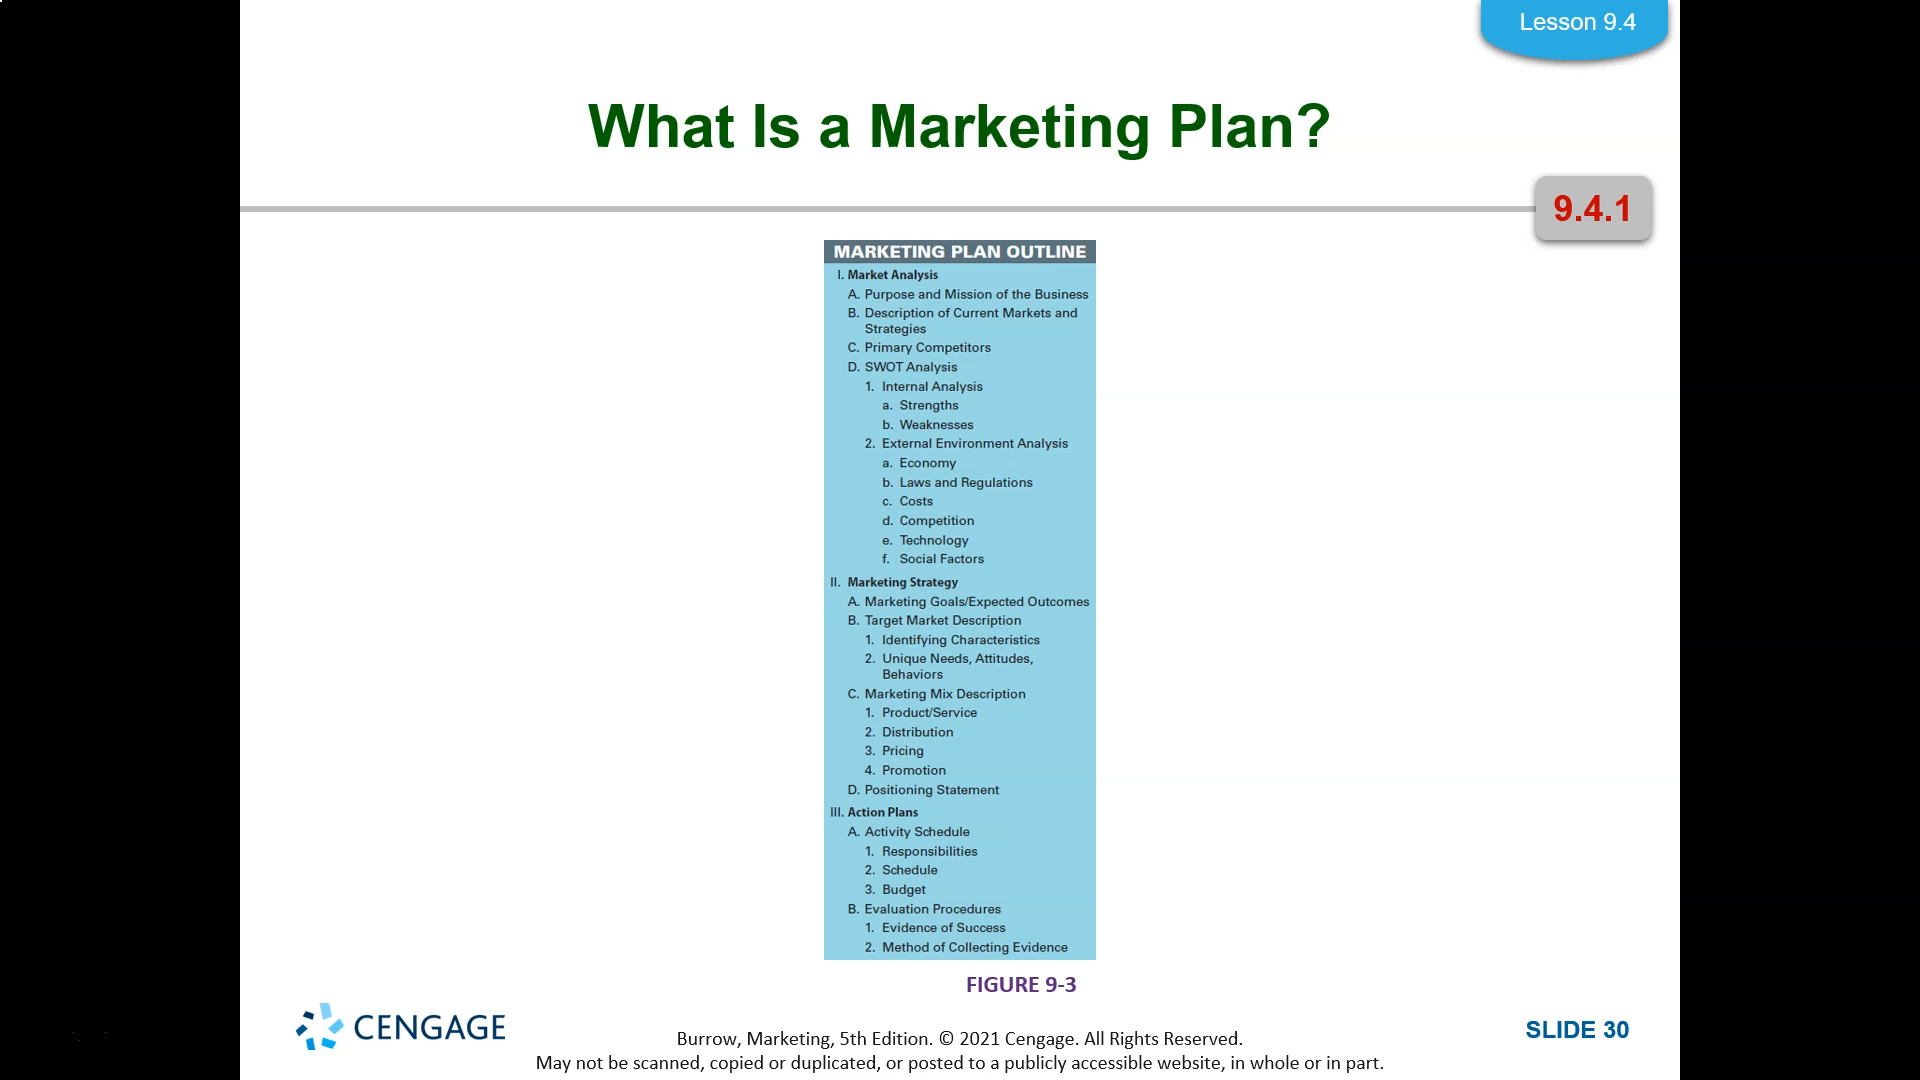 Lesson 9.4
What Is a Marketing Plan?
9.4.1
MARKETING PLAN OUTLINE
I. Market Analysis
A. Purpose and Mission of the Business
B. Description of Current Markets and
Strategies
C. Primary Competitors
D. SWOT Analysis
1. Internal Analysis
a. Strengths
b. Weaknesses
2. External Environment Analysis
a. Economy
b. Laws and Regulations
c. Costs
d. Competition
e. Technology
f. Social Factors
II. Marketing Strategy
A. Marketing Goals/Expected Outcomes
B. Target Market Description
1. Identifying Characteristics
2. Unique Needs, Attitudes,
Behaviors
C. Marketing Mix Description
1. Product/Service
2. Distribution
3. Pricing
4. Promotion
D. Positioning Statement
III. Action Plans
A. Activity Schedule
1. Responsibilities
2. Schedule
3. Budget
B. Evaluation Procedures
1. Evidence of Success
2. Method of Collecting Evidence
FIGURE 9-3
CENGAGE
Burrow, Marketing, 5th Edition. © 2021 Cengage. All Rights Reserved.
May not be scanned, copied or duplicated, or posted to a publicly accessible website, in whole or in part.
SLIDE 30